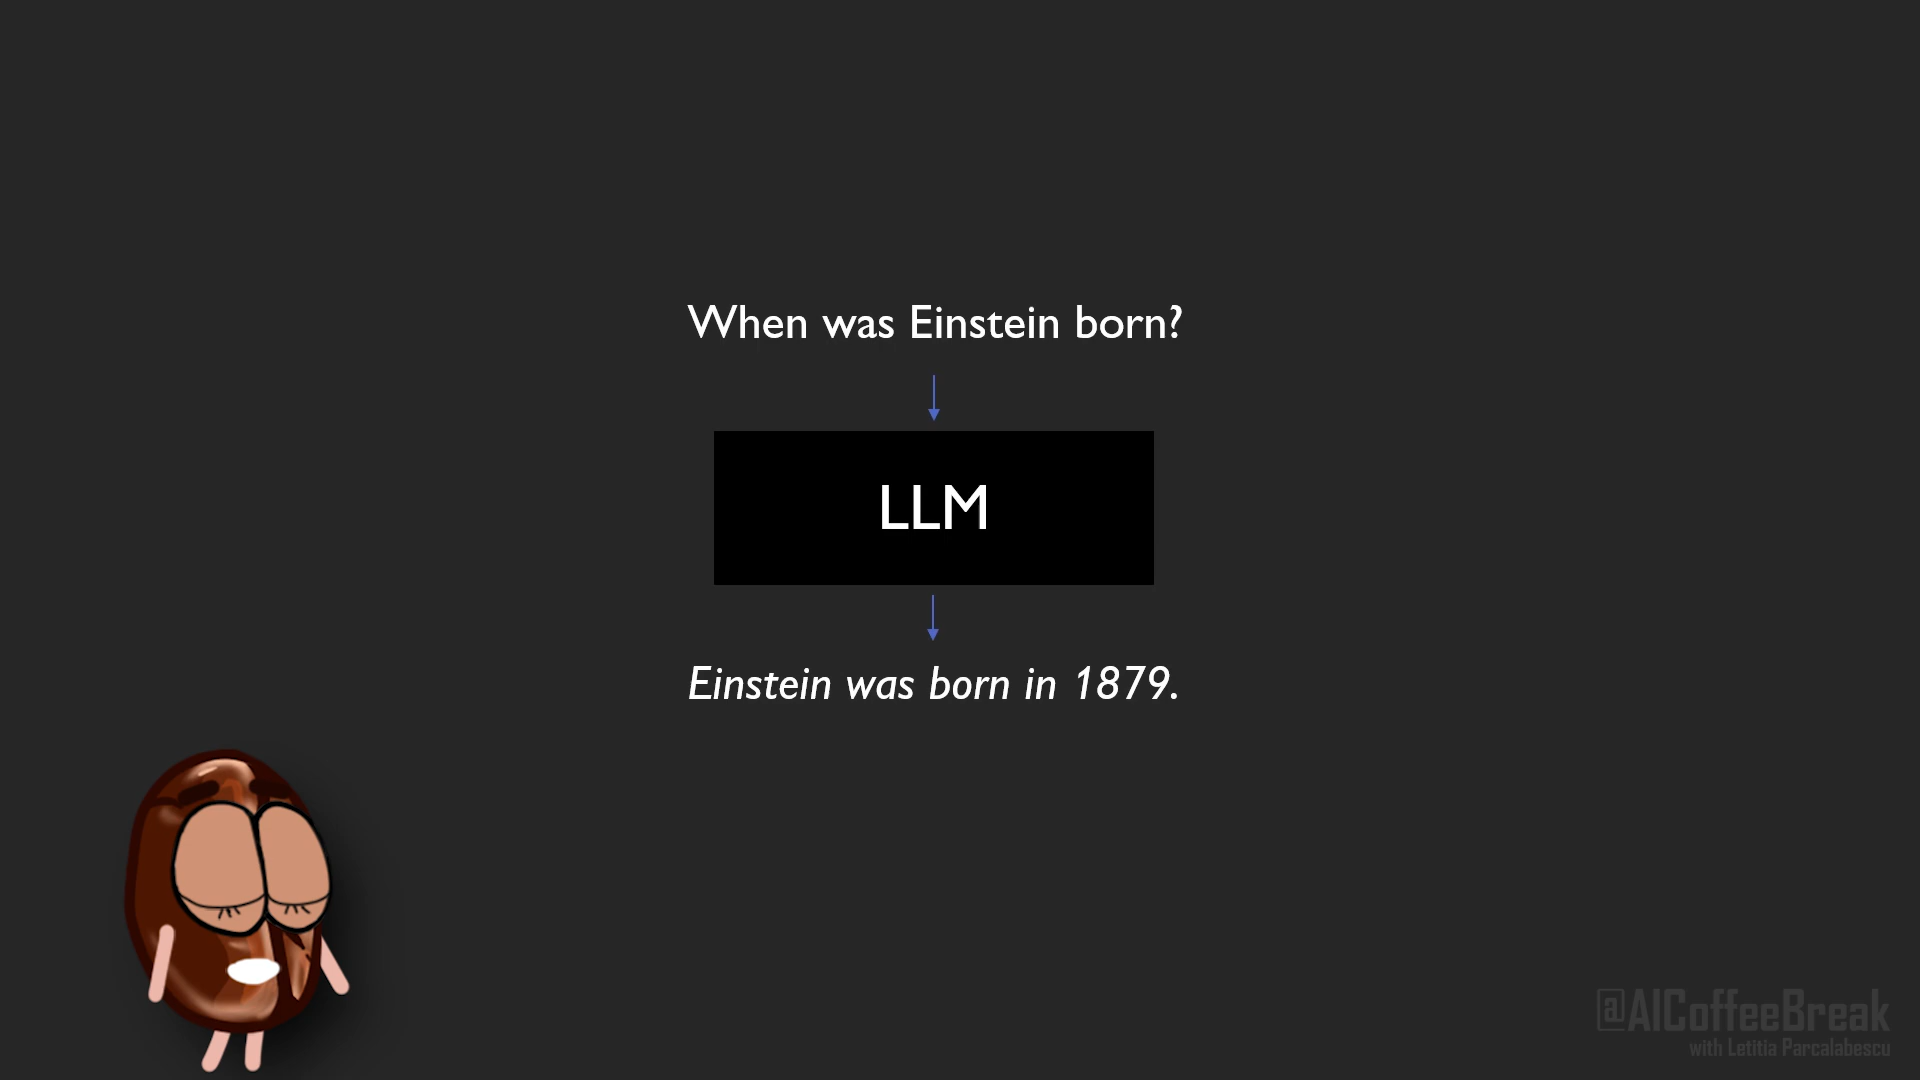 When was Einstein born?
LLM
Einstein was born in 1879.
@AICoffeeBreak
with Letitia Parcalabescu